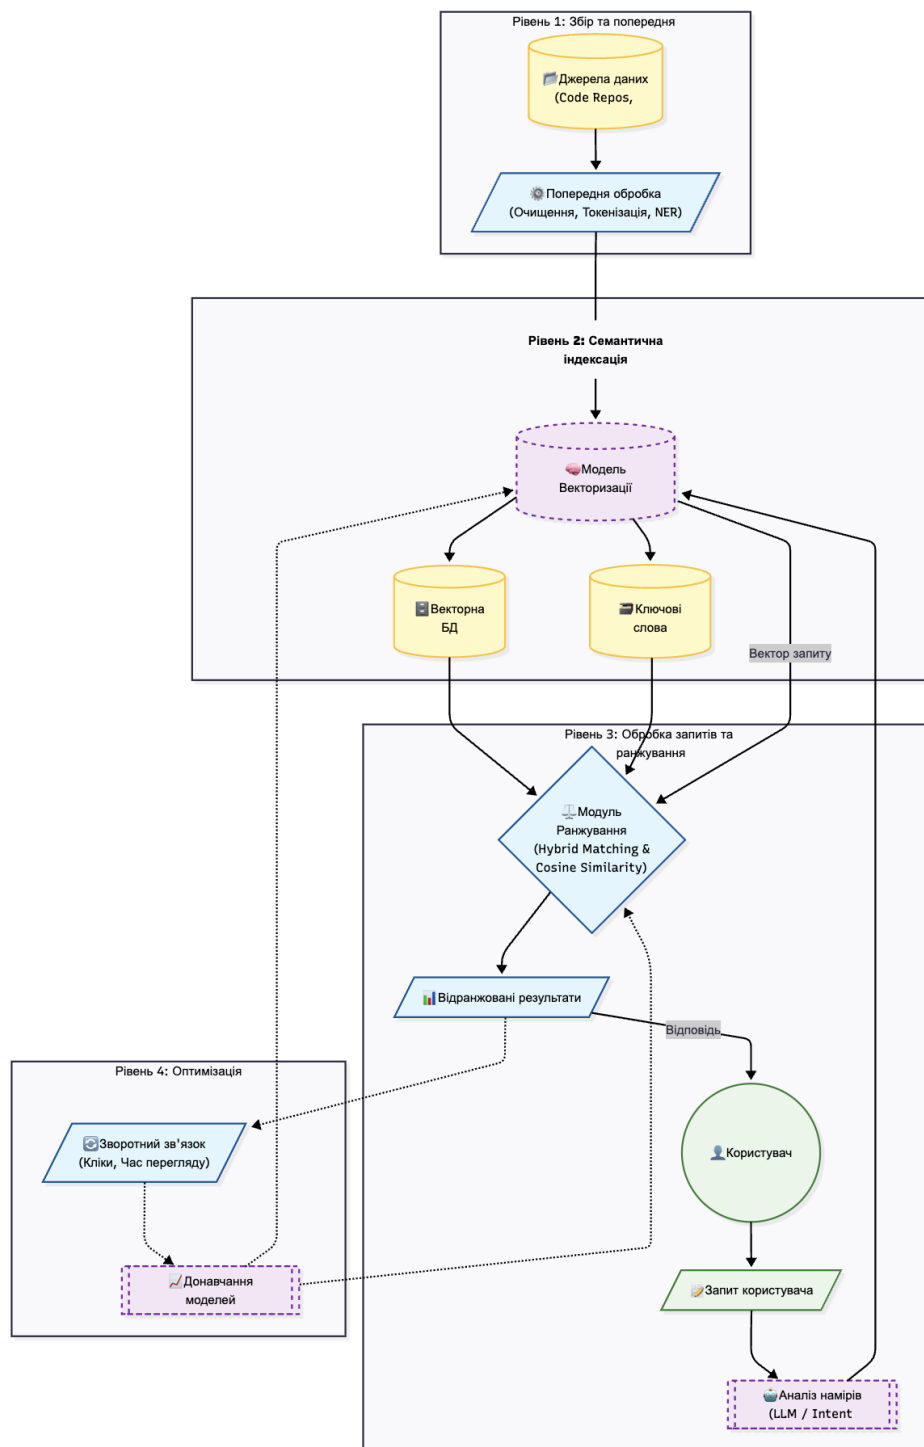 Рівень 1: Збір та попередня
Джерела даних
(Code Repos,
Попередня обробка
(Очищення, Токенізація, NER)
Рівень 2: Семантична
індексація
Модель
Векторизації
Векторна
БД
Ключові
слова
Вектор запиту
Рівень 3: Обробка запитів та
ранжування
Модуль
Ранжування
(Hybrid Matching &
Cosine Similarity)
Відранжовані результати
Відповідь
Рівень 4: Оптимізація
Зворотний зв'язок
(Кліки, Час перегляду)
Користувач
Донавчання
моделей
Запит користувача
Аналіз намірів
(LLM / Intent